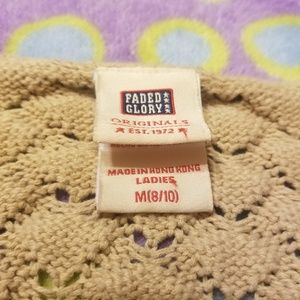 FADED
GLORY
ORIGINALS
EST. 1972
MADE IN HONG KONG
LADIES
M(8/10)